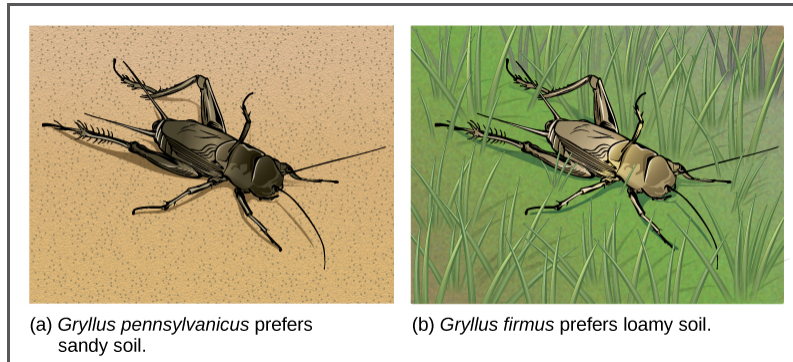 (a) Gryllus pennsylvanicus prefers
sandy soil.
(b) Gryllus firmus prefers loamy soil.